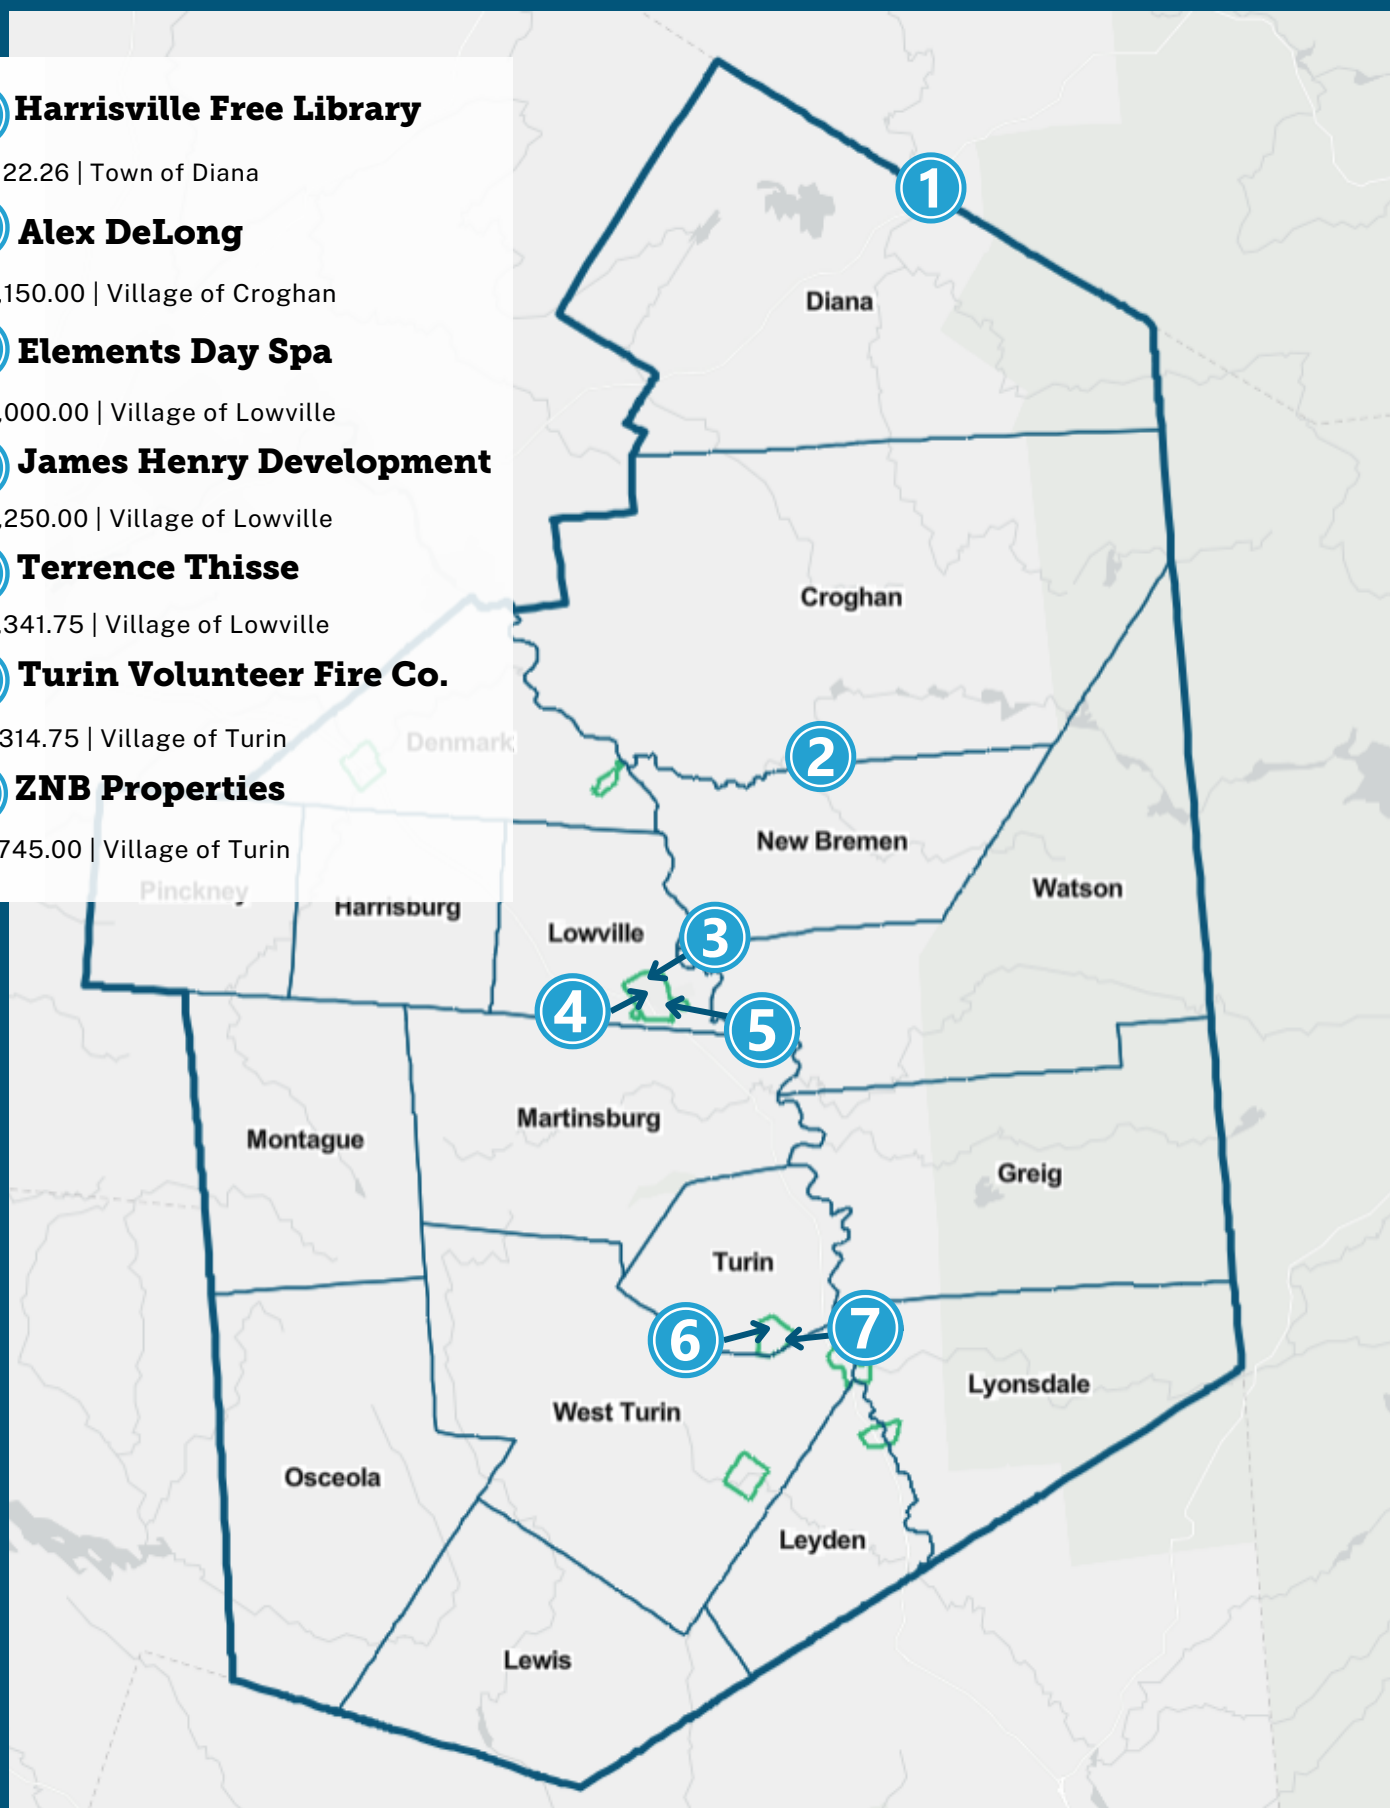 Harrisville Free Library
22.26 | Town of Diana
Alex DeLong
,150.00 | Village of Croghan
Elements Day Spa
,000.00 | Village of Lowville
James Henry Development
,250.00 | Village of Lowville
Terrence Thisse
,341.75 | Village of Lowville
Turin Volunteer Fire Co.
314.75 | Village of Turin
ZNB Properties
745.00 | Village of Turin
1
Diana
Croghan
2
Denmark
New Bremen
Watson
Pinckney
Harrisburg
Lowville
3
4
5
Martinsburg
Montague
Greig
Turin
6
7
Lyonsdale
West Turin
Osceola
Leyden
Lewis